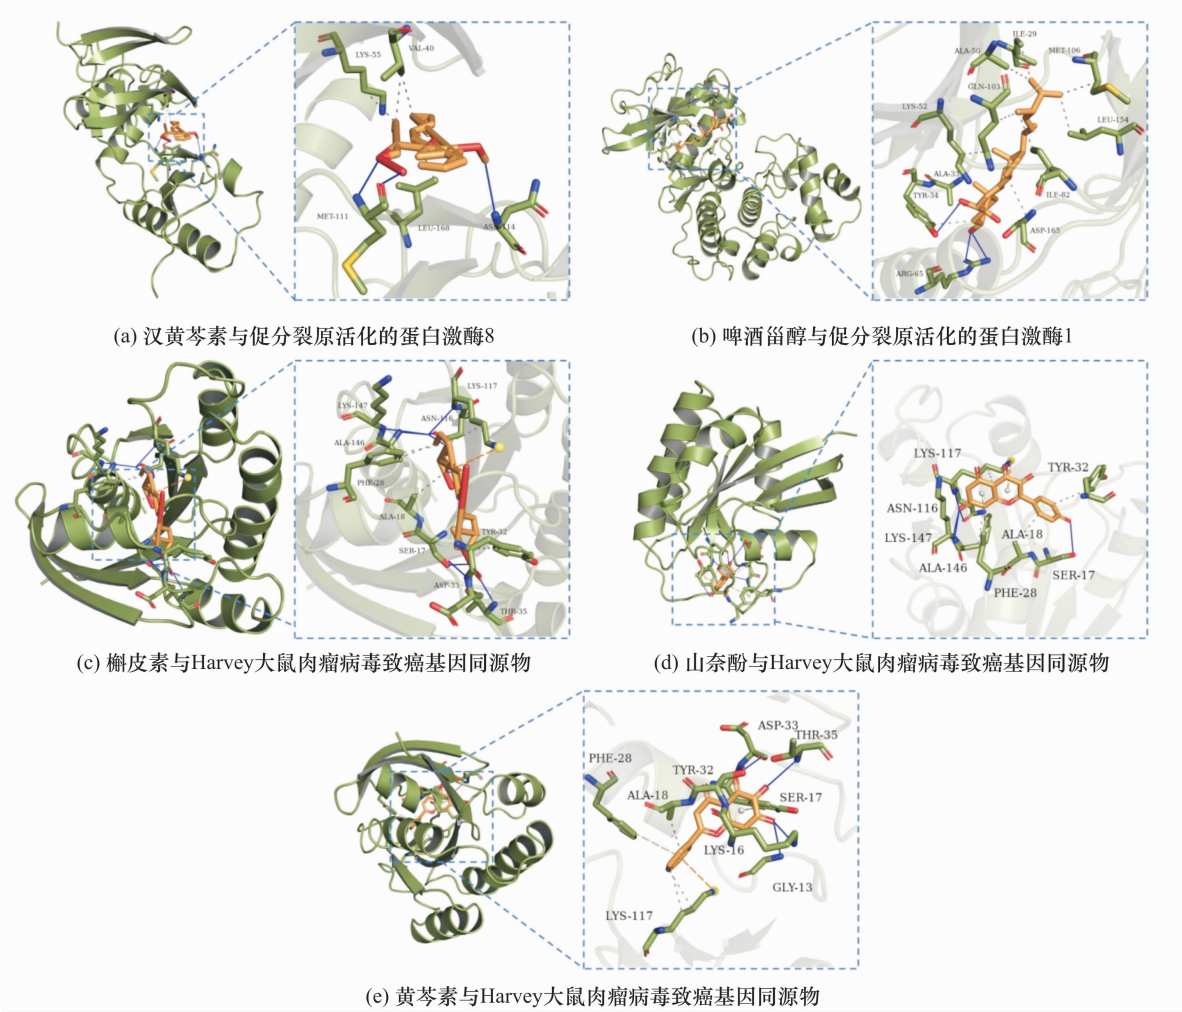 LYS-55
VAL-40
MET-111
LEU-168
(a) 汉黄芩素与促分裂原活化的蛋白激酶8
ILE-29
ALA-50
MET-106
GLN-103
LYS-52
LEU-154
ALA-33
TYR-34
ILE-82
ASP-165
ARG-65
(b) 啤酒甾醇与促分裂原活化的蛋白激酶1
LYS-117
LYS-147
ASN-116
ALA-146
PHE-28
ALA-18
TYR-32
SER-17
ASP-33
THR-35
(c) 槲皮素与Harvey大鼠肉瘤病毒致癌基因同源物
LYS-117
TYR-32
ASN-116
LYS-147
ALA-18
ALA-146
SER-17
PHE-28
(d) 山奈酚与Harvey大鼠肉瘤病毒致癌基因同源物
ASP-33
THR-35
PHE-28
TYR-32
ALA-18
SER-17
LYS-16
GLY-13
LYS-117
(e) 黄芩素与Harvey大鼠肉瘤病毒致癌基因同源物